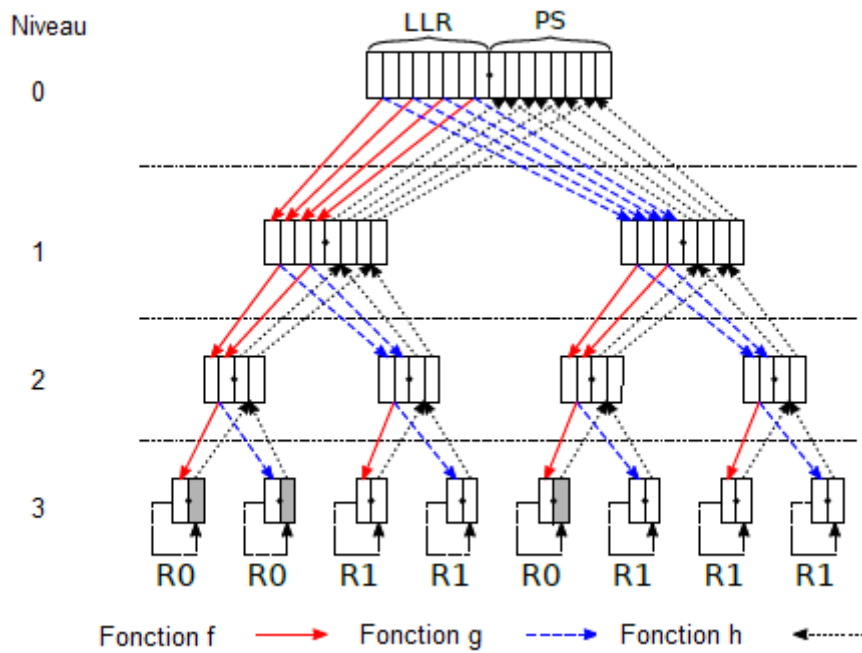 Niveau
LLR PS
0
1
2
3
R0 R0 R1 R1 R0 R1 R1 R1
Fonction f Fonction g Fonction h